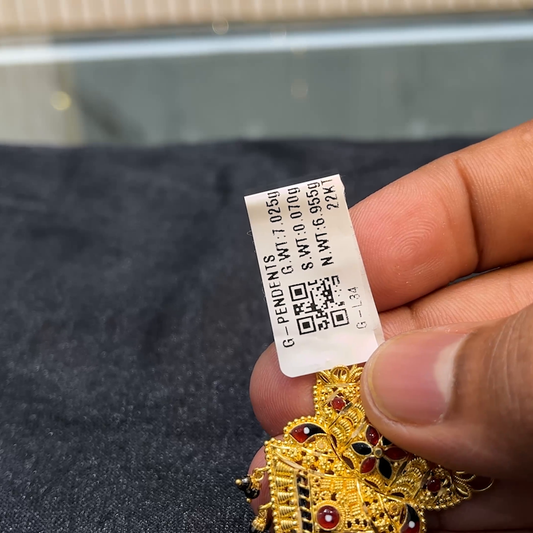 G-PENDENTS
G.WT:7.025g
S.WT:0.070g
N.WT:6.955g
22KT
G-L34